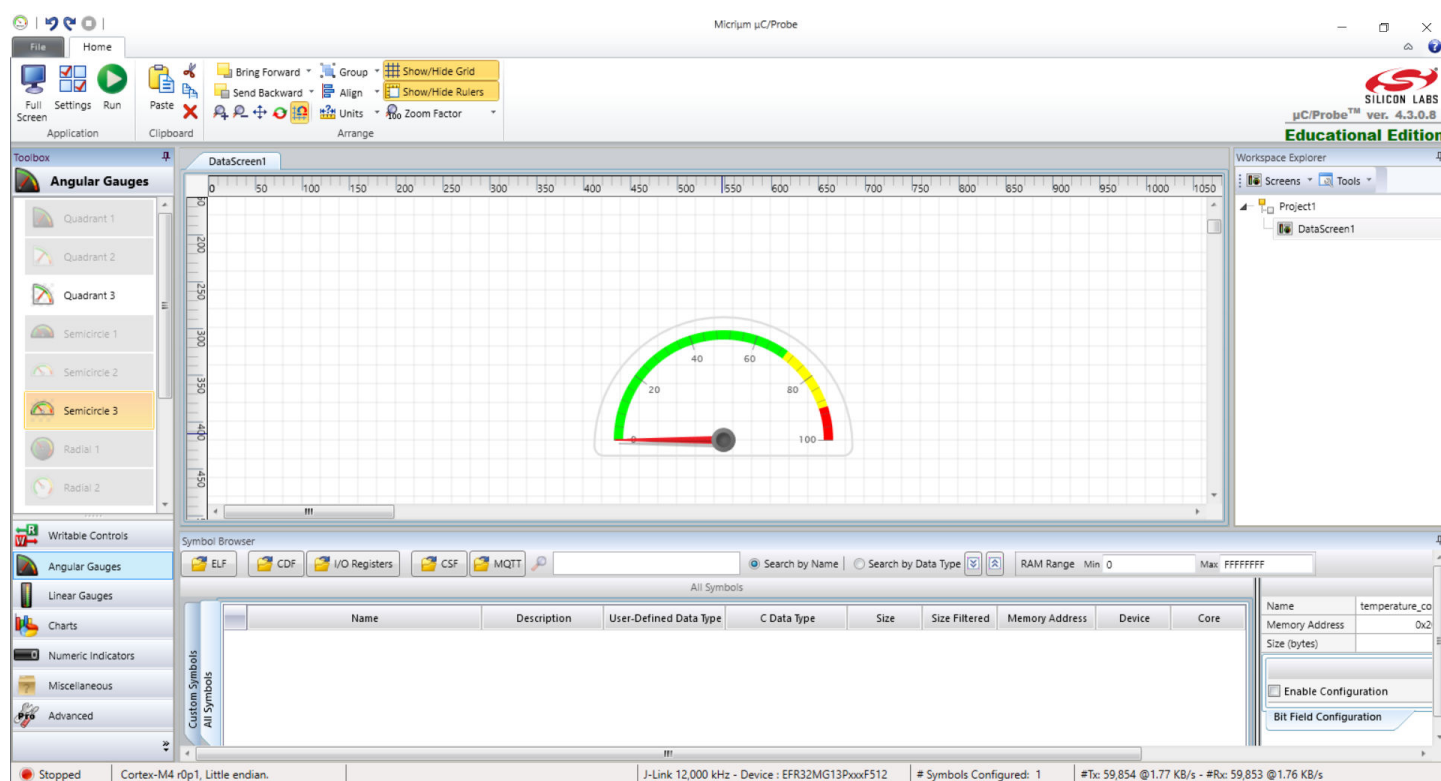 Micriµm µC/Probe
File
Home
Full Screen
Settings
Run
Application
Paste
Clipboard
Bring Forward
Group
Show/Hide Grid
Send Backward
Align
Show/Hide Rulers
Units
100
Zoom Factor
Arrange
SILICON LABS
µC/Probe™ ver. 4.3.0.8
Educational Edition
Toolbox
Angular Gauges
Quadrant 1
Quadrant 2
Quadrant 3
Semicircle 1
Semicircle 2
Semicircle 3
Radial 1
Radial 2
Writable Controls
Angular Gauges
Linear Gauges
Charts
Numeric Indicators
Miscellaneous
Pro
Advanced
DataScreen1
0 50 100 150 200 250 300 350 400 450 500 550 600 650 700 750 800 850 900 950 1000 1050
200
250
300
350
400
450
0 20 40 60 80 100
Workspace Explorer
Screens
Tools
Project1
DataScreen1
Symbol Browser
ELF
CDF
I/O Registers
CSF
MQTT
Search by Name
Search by Data Type
RAM Range
Min 0
Max FFFFFFFF
All Symbols
Custom Symbols
All Symbols
Name
Description
User-Defined Data Type
C Data Type
Size
Size Filtered
Memory Address
Device
Core
Name temperature_co
Memory Address 0x2
Size (bytes)
Enable Configuration
Bit Field Configuration
Stopped
Cortex-M4 r0p1, Little endian.
J-Link 12,000 kHz - Device : EFR32MG13PxxxF512
# Symbols Configured: 1
#Tx: 59,854 @1.77 KB/s - #Rx: 59,853 @1.76 KB/s